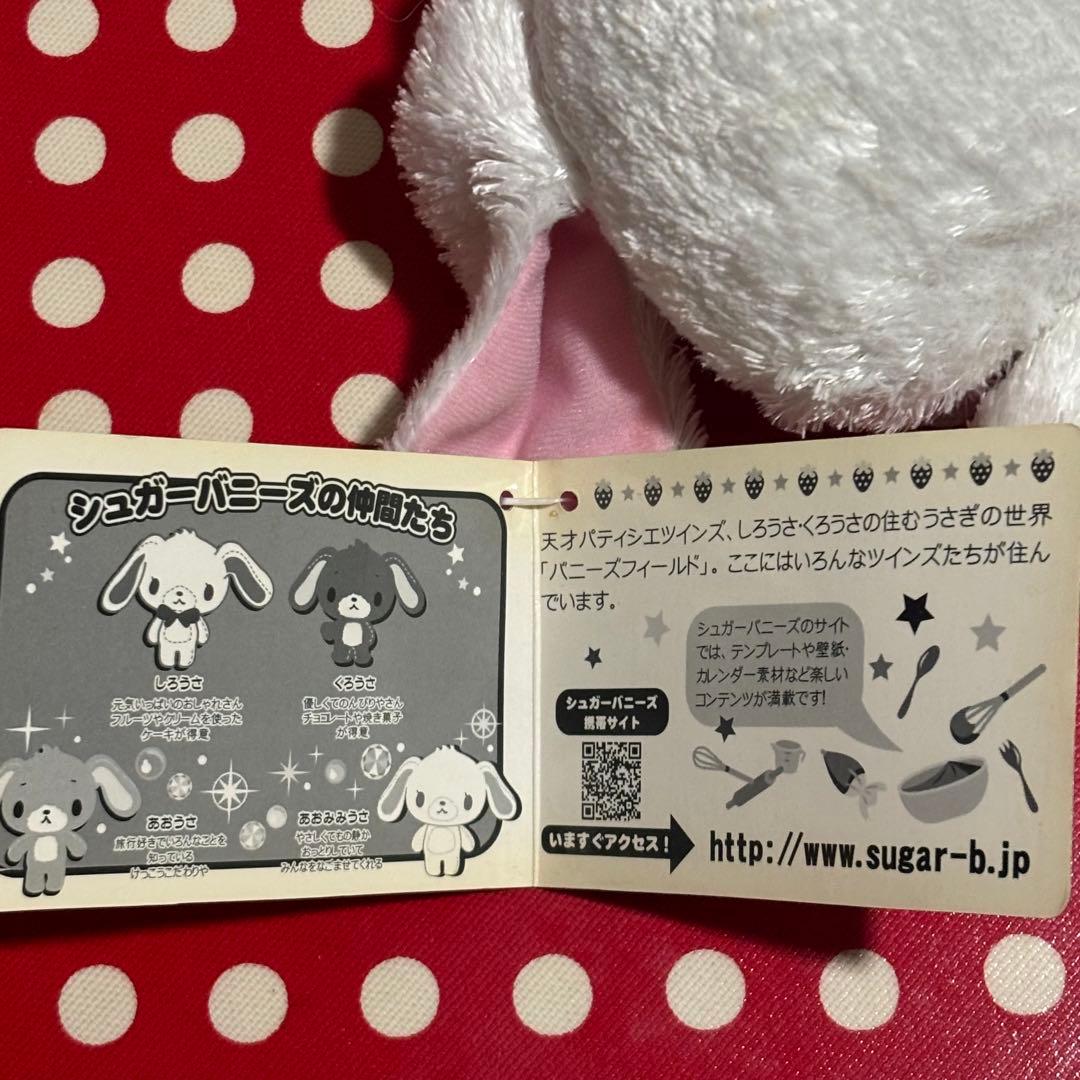 シュガーバニーズの仲間たち
しろうさ
元気いっぱいのおしゃれさん
フルーツやクリームを使った
ケーキが得意
くろうさ
優しくてのんびりやさん
チョコレートや焼き菓子
が得意
あおうさ
旅行好きでいろんなことを
知っている
けっこうこだわりや
あおみみうさ
やさしくてもの静か
おっとりしていて
みんなをなごませてくれる
天才パティシエツインズ、しろうさ・くろうさの住むうさぎの世界
「バニーズフィールド」。ここにはいろんなツインズたちが住ん
でいます。
シュガーバニーズのサイト
では、テンプレートや壁紙・
カレンダー素材など楽しい
コンテンツが満載です!
シュガーバニーズ
携帯サイト
いますぐアクセス!
http://www.sugar-b.jp